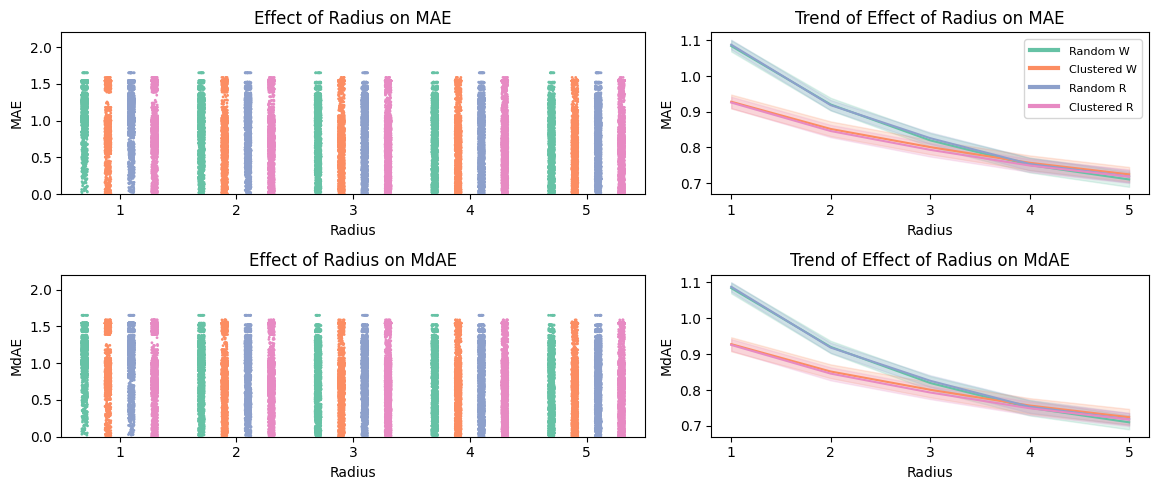 Effect of Radius on MAE
MAE
2.0
1.5
1.0
0.5
0.0
1 2 3 4 5
Radius
Trend of Effect of Radius on MAE
MAE
1.1
1.0
0.9
0.8
0.7
Random W
Clustered W
Random R
Clustered R
1 2 3 4 5
Radius
Effect of Radius on MdAE
MdAE
2.0
1.5
1.0
0.5
0.0
1 2 3 4 5
Radius
Trend of Effect of Radius on MdAE
MdAE
1.1
1.0
0.9
0.8
0.7
1 2 3 4 5
Radius